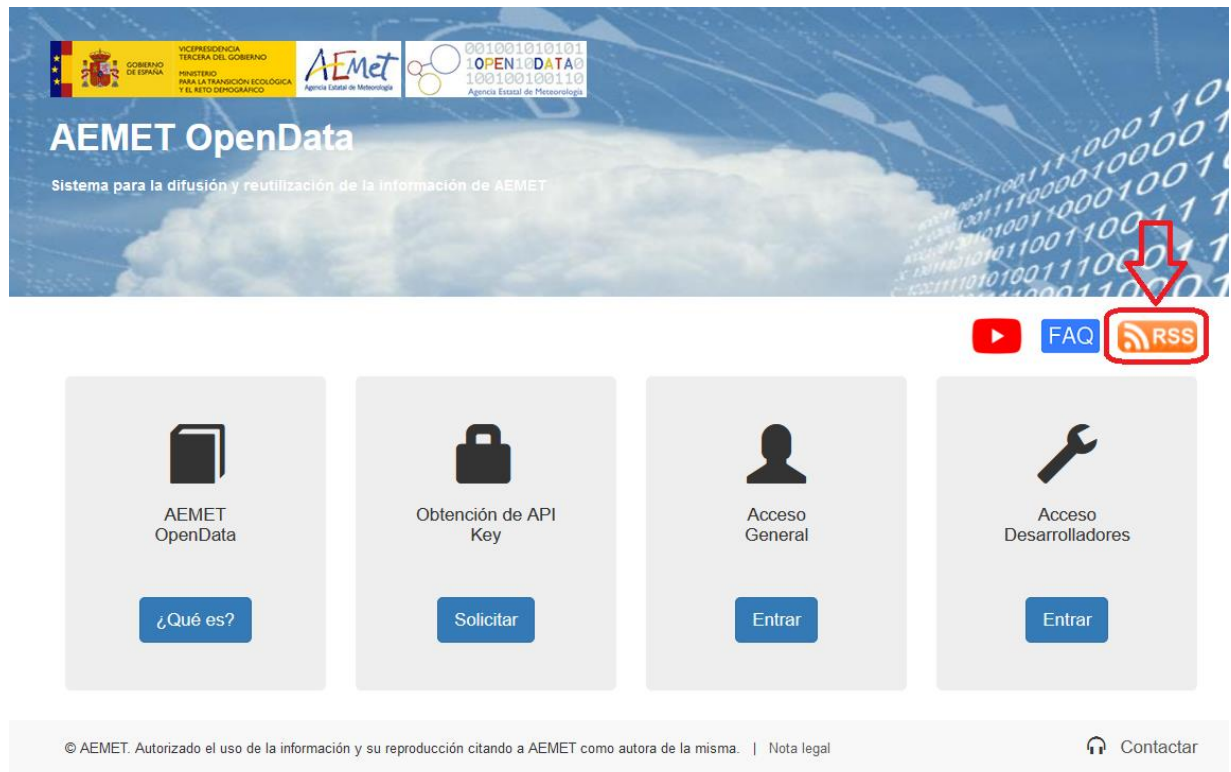 GOBIERNO
DE ESPAÑA
VICEPRESIDENCIA
TERCERA DEL GOBIERNO
MINISTERIO
PARA LA TRANSICIÓN ECOLÓGICA
Y EL RETO DEMOGRÁFICO
AEMet
Agencia Estatal de Meteorología
001001010101
1OPEN10DATA0
100100100110
Agencia Estatal de Meteorología
AEMET OpenData
Sistema para la difusión y reutilización de la información de AEMET
FAQ
RSS
AEMET
OpenData
¿Qué es?
Obtención de API
Key
Solicitar
Acceso
General
Entrar
Acceso
Desarrolladores
Entrar
© AEMET. Autorizado el uso de la información y su reproducción citando a AEMET como autora de la misma. | Nota legal
Contactar